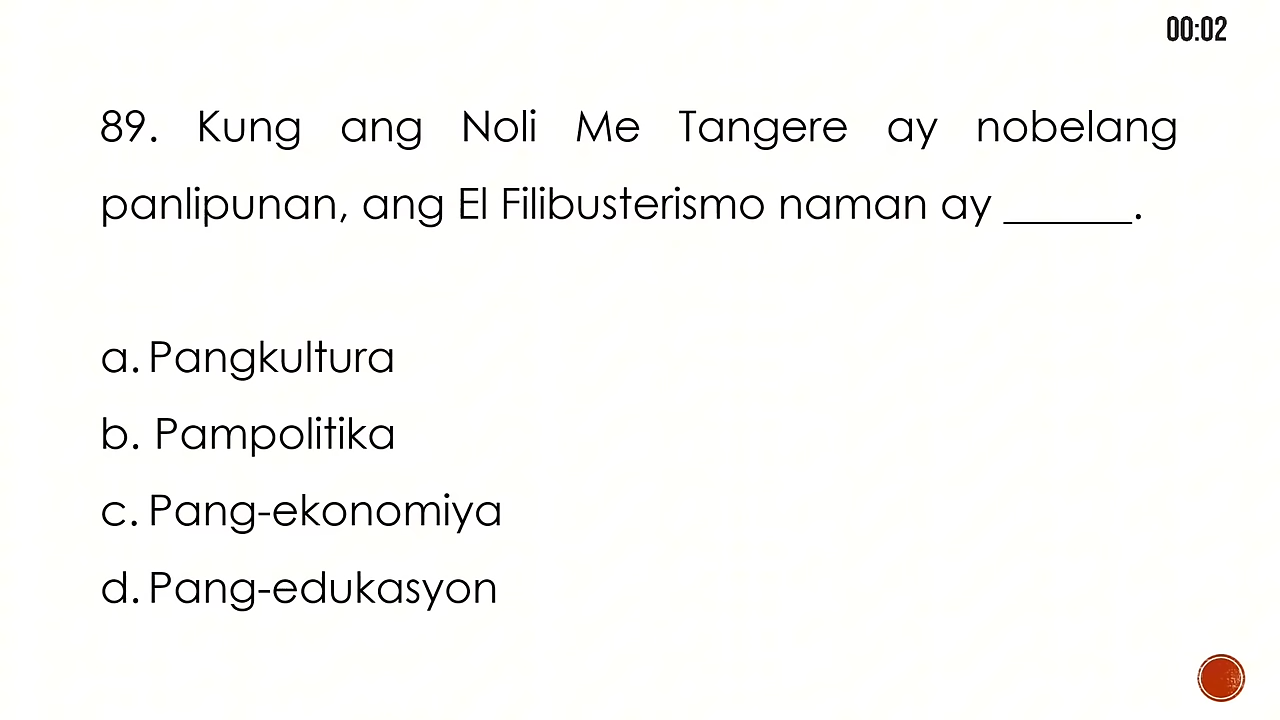 00:02
89. Kung ang Noli Me Tangere ay nobelang
panlipunan, ang El Filibusterismo naman ay ______.
a. Pangkultura
b. Pampolitika
c. Pang-ekonomiya
d. Pang-edukasyon